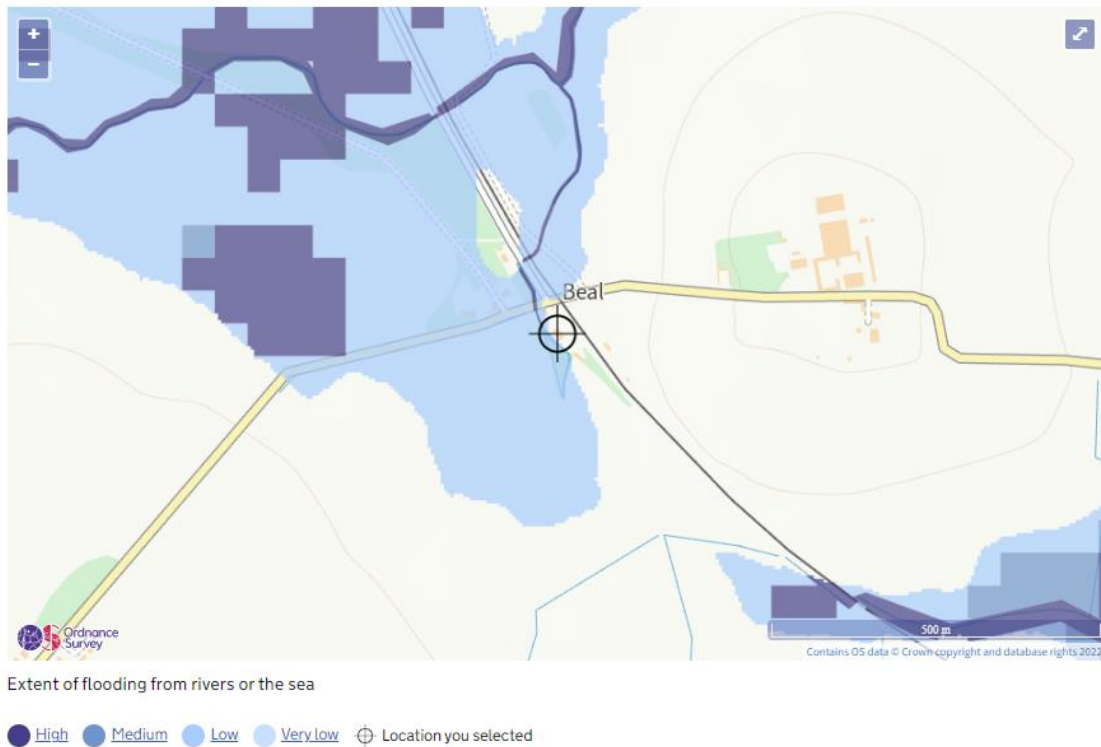 +
−
Beal
Ordnance
Survey
500 m
Contains OS data © Crown copyright and database rights 2022
Extent of flooding from rivers or the sea
High Medium Low Very low Location you selected